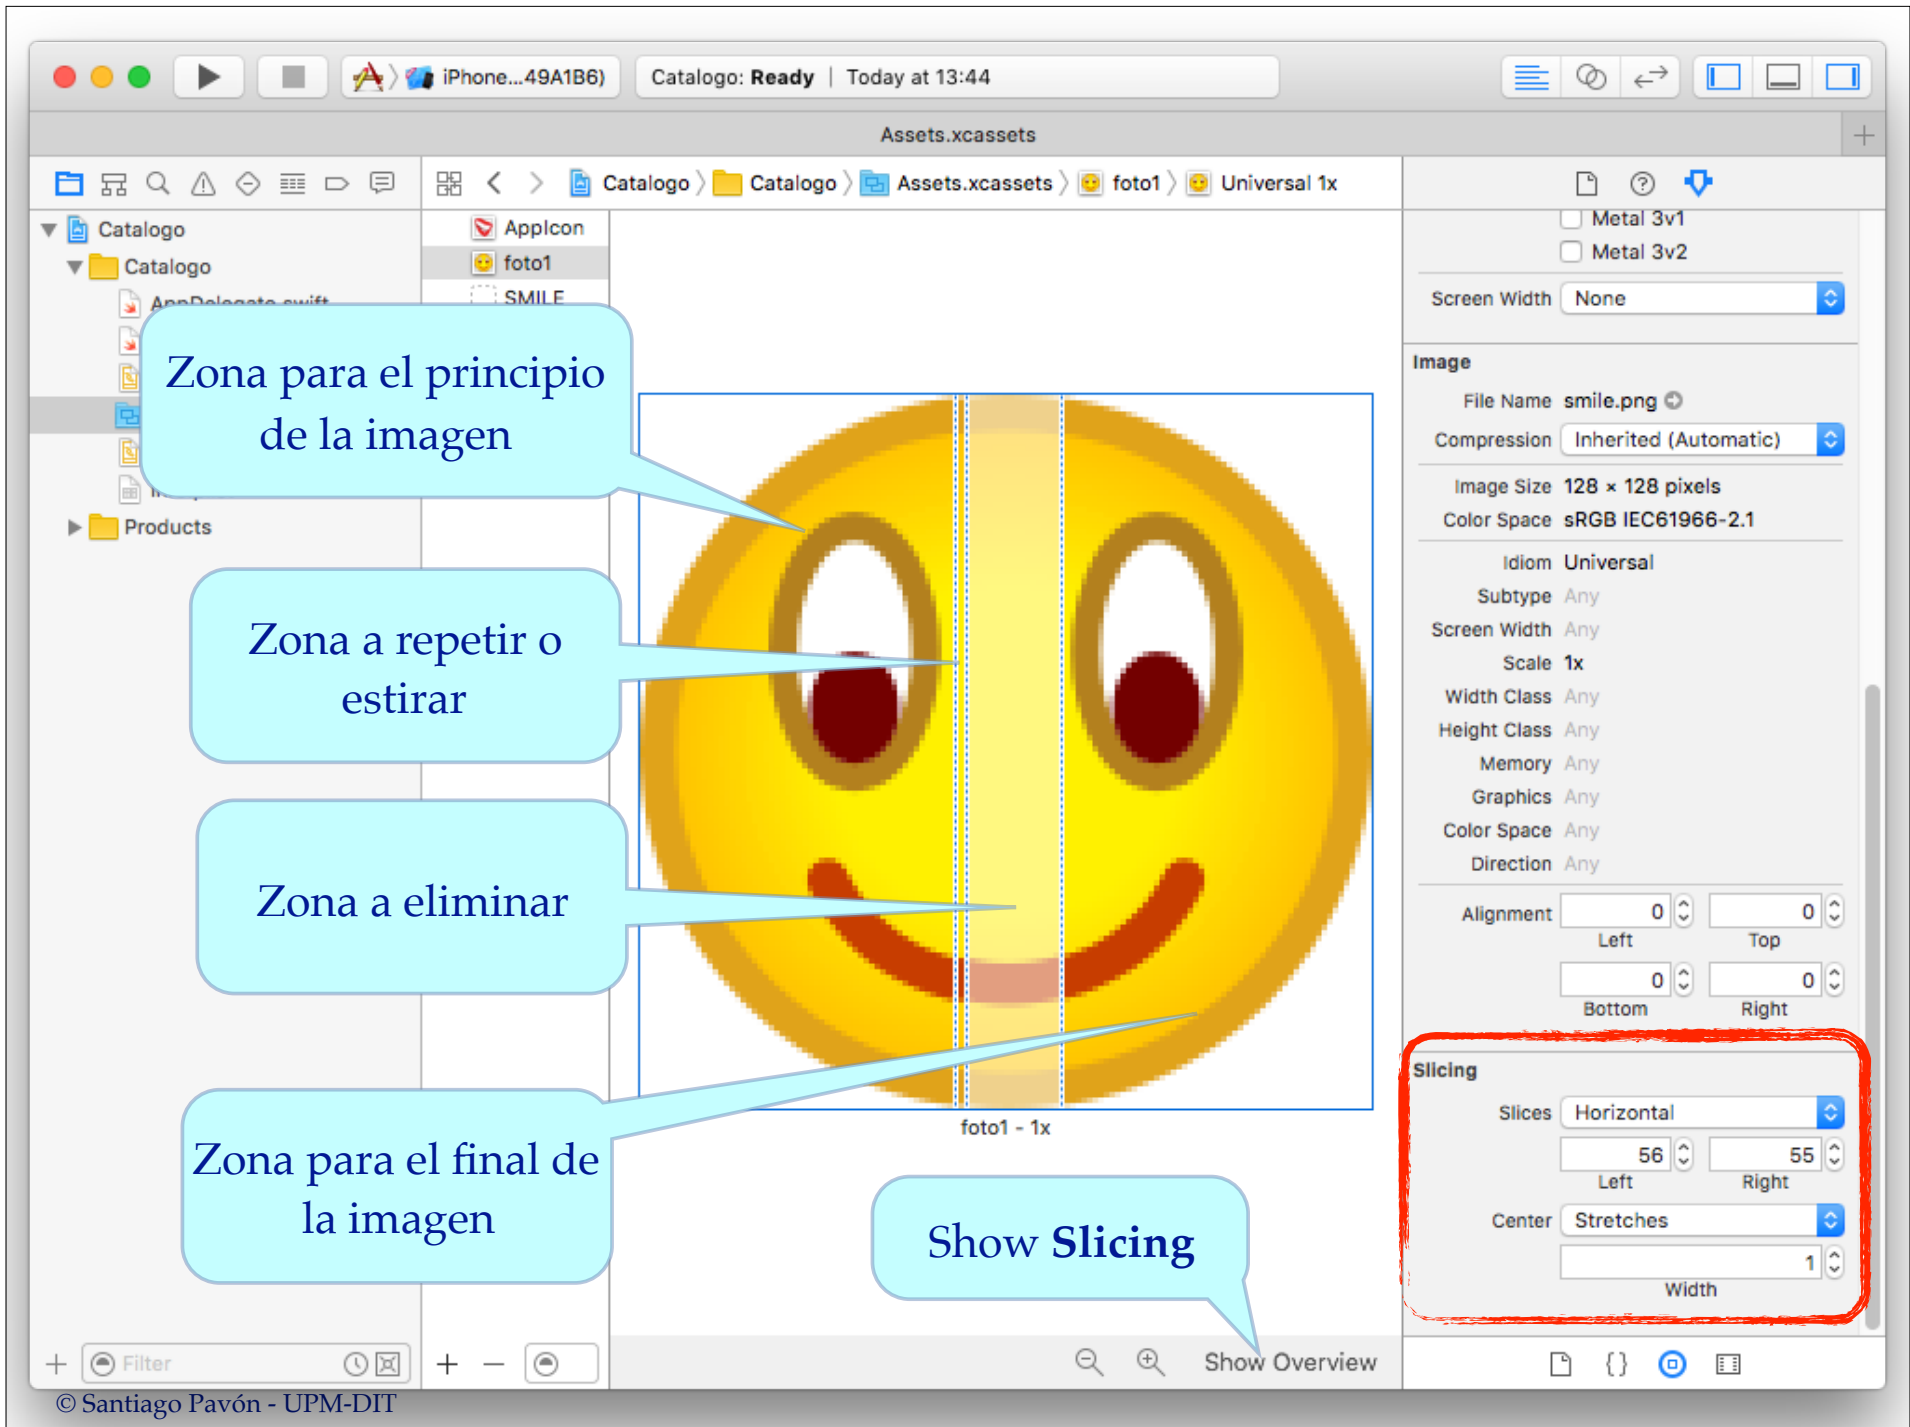 iPhone...49A1B6)
Catalogo: Ready | Today at 13:44
Assets.xcassets
Catalogo
Catalogo
Assets.xcassets
foto1
Universal 1x
Catalogo
Catalogo
AppDelegate.swift
Products
AppIcon
foto1
SMILE
Zona para el principio
de la imagen
Zona a repetir o
estirar
Zona a eliminar
Zona para el final de
la imagen
foto1 - 1x
Show Slicing
Metal 3v1
Metal 3v2
Screen Width None
Image
File Name smile.png
Compression Inherited (Automatic)
Image Size 128 × 128 pixels
Color Space sRGB IEC61966-2.1
Idiom Universal
Subtype Any
Screen Width Any
Scale 1x
Width Class Any
Height Class Any
Memory Any
Graphics Any
Color Space Any
Direction Any
Alignment 0 0
Left Top
0 0
Bottom Right
Slicing
Slices Horizontal
56 55
Left Right
Center Stretches
1
Width
Filter
Show Overview
© Santiago Pavón - UPM-DIT